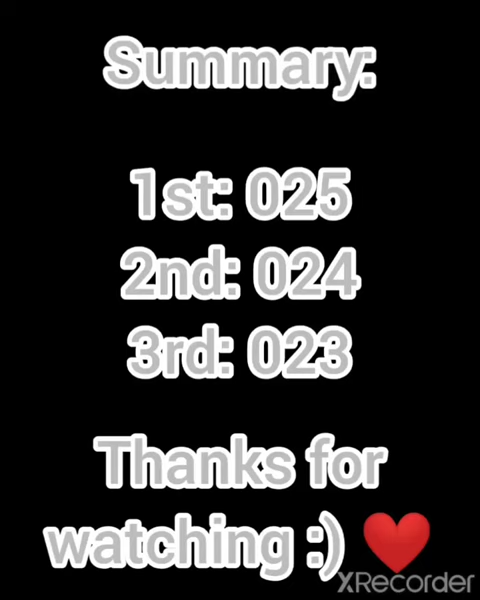 Summary:
1st: 025
2nd: 024
3rd: 023
Thanks for
watching :) ❤️
XRecorder